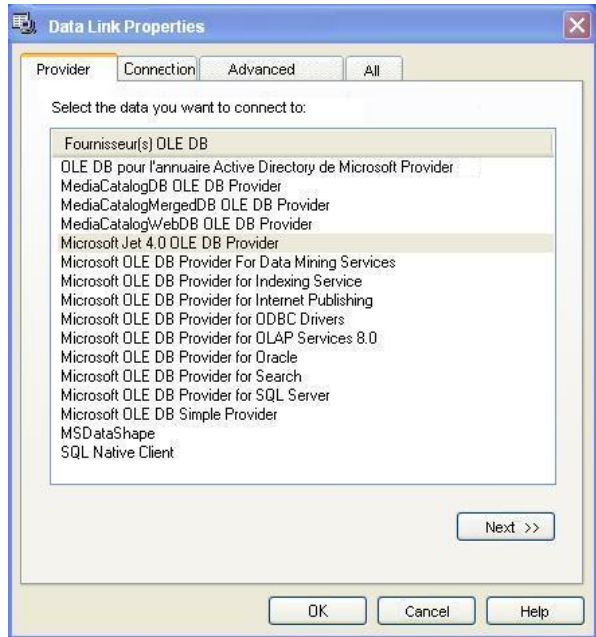 Data Link Properties
Provider Connection Advanced All
Select the data you want to connect to:
Fournisseur(s) OLE DB
OLE DB pour l'annuaire Active Directory de Microsoft Provider
MediaCatalogDB OLE DB Provider
MediaCatalogMergedDB OLE DB Provider
MediaCatalogWebDB OLE DB Provider
Microsoft Jet 4.0 OLE DB Provider
Microsoft OLE DB Provider For Data Mining Services
Microsoft OLE DB Provider for Indexing Service
Microsoft OLE DB Provider for Internet Publishing
Microsoft OLE DB Provider for ODBC Drivers
Microsoft OLE DB Provider for OLAP Services 8.0
Microsoft OLE DB Provider for Oracle
Microsoft OLE DB Provider for Search
Microsoft OLE DB Provider for SQL Server
Microsoft OLE DB Simple Provider
MSDataShape
SQL Native Client
Next >>
OK Cancel Help